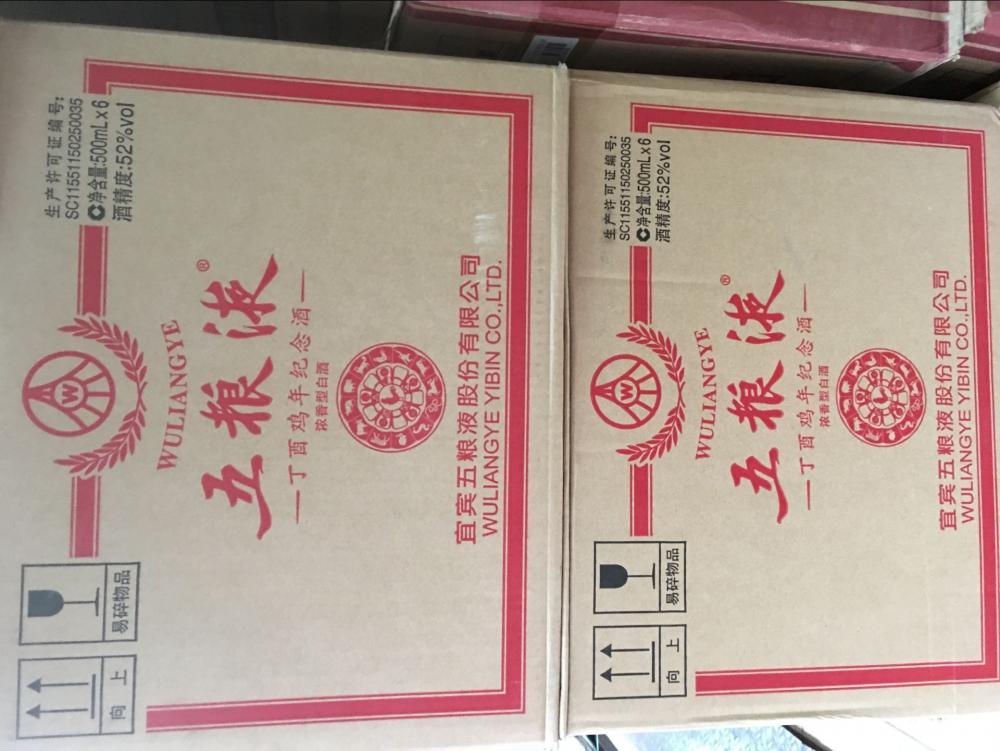 生产许可证编号:
SC11551150250035
净含量:500mLx6
酒精度:52%vol
W
WULIANGYE
五粮液®
丁酉鸡年纪念酒
浓香型白酒
宜宾五粮液股份有限公司
WULIANGYE YIBIN CO.,LTD.
易碎物品
向上
生产许可证编号:
SC11551150250035
净含量:500mLx6
酒精度:52%vol
W
WULIANGYE
五粮液®
丁酉鸡年纪念酒
浓香型白酒
宜宾五粮液股份有限公司
WULIANGYE YIBIN CO.,LTD.
易碎物品
向上